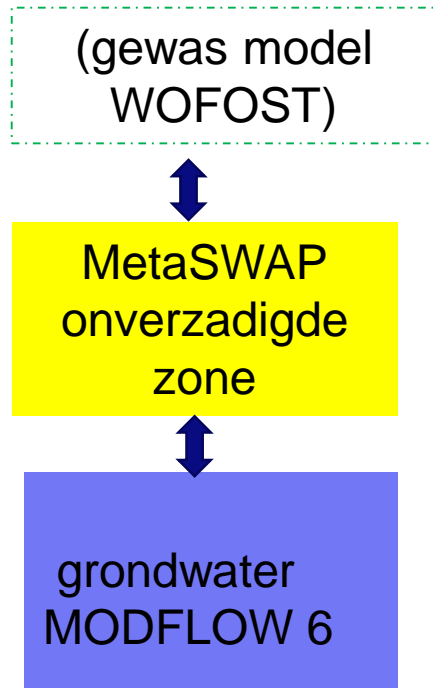 (gewas model
WOFOST)
MetaSWAP
onverzadigde
zone
grondwater
MODFLOW 6